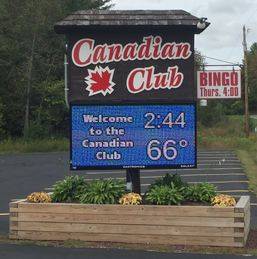 Canadian
Club
BINGO
Thurs. 4:00
Welcome
to the
Canadian
Club
2:44
66°